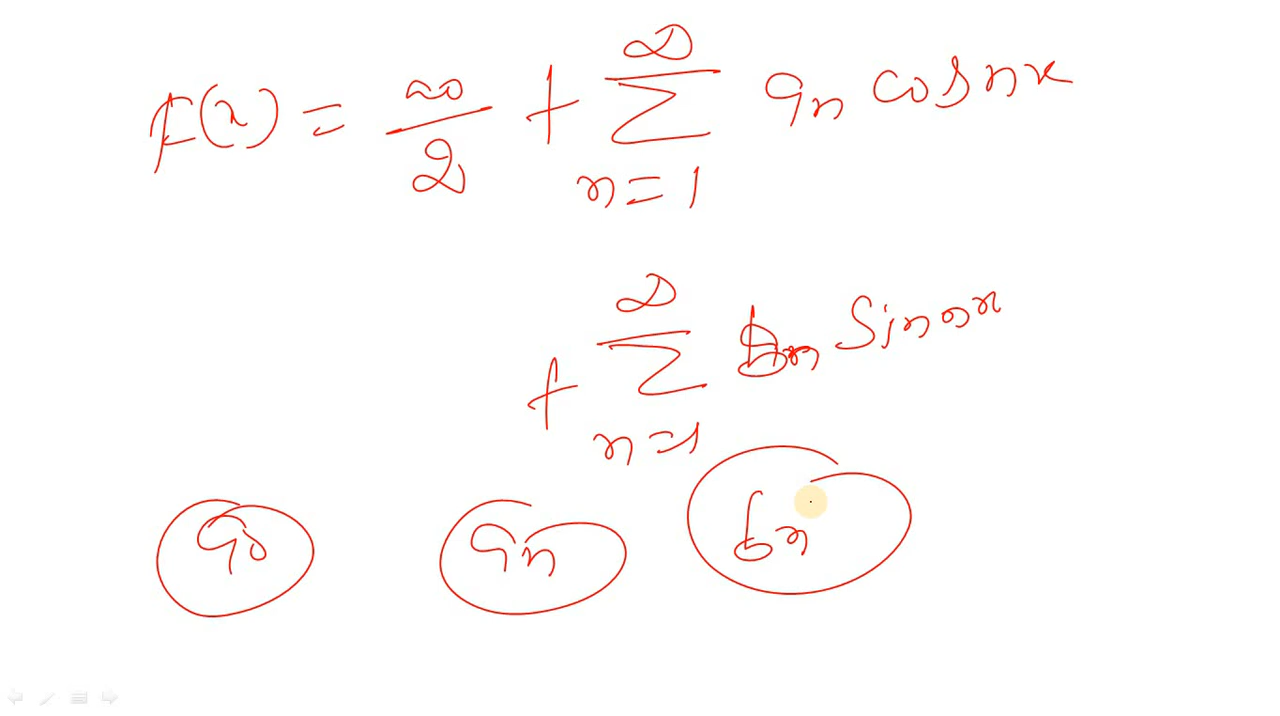 f(x) = a0/2 + ∞ Σ n=1 an cos nx
+ ∞ Σ n=1 bn Sin nx
a0 an bn